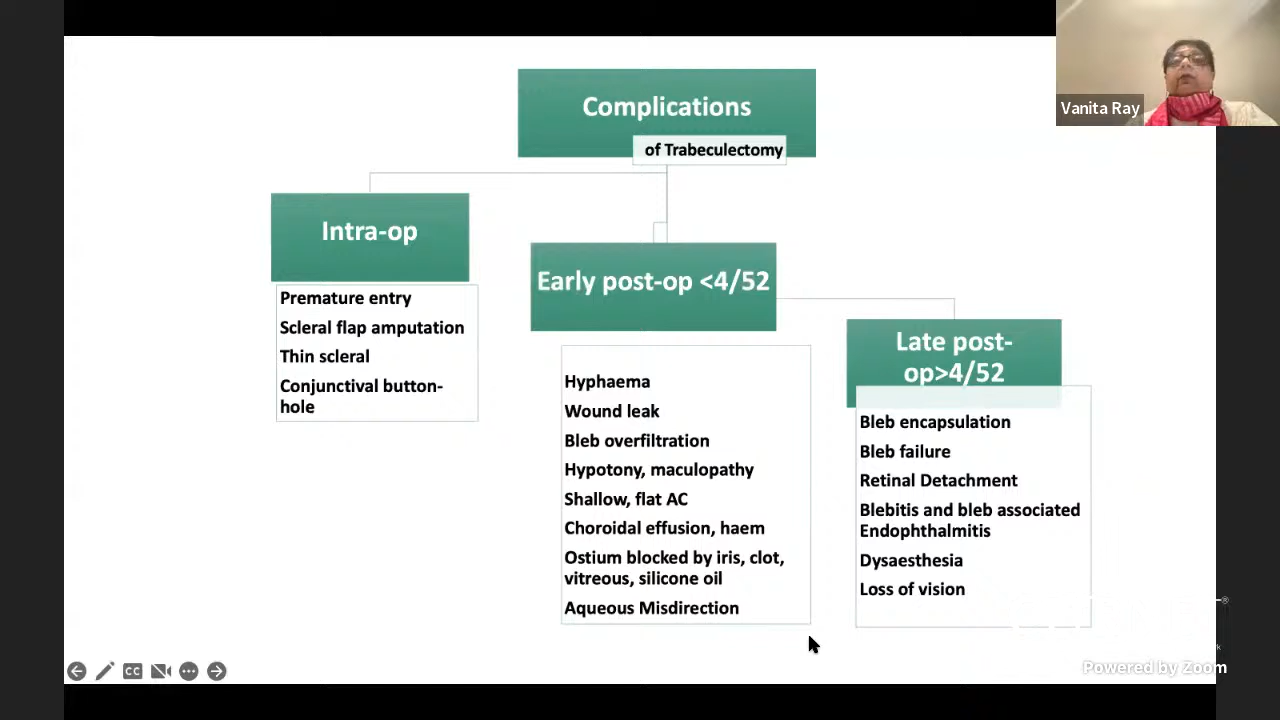 Vanita Ray
Complications
of Trabeculectomy
Intra-op
Premature entry
Scleral flap amputation
Thin scleral
Conjunctival button-
hole
Early post-op <4/52
Hyphaema
Wound leak
Bleb overfiltration
Hypotony, maculopathy
Shallow, flat AC
Choroidal effusion, haem
Ostium blocked by iris, clot,
vitreous, silicone oil
Aqueous Misdirection
Late post-
op>4/52
Bleb encapsulation
Bleb failure
Retinal Detachment
Blebitis and bleb associated
Endophthalmitis
Dysaesthesia
Loss of vision
CC
Powered by Zoom